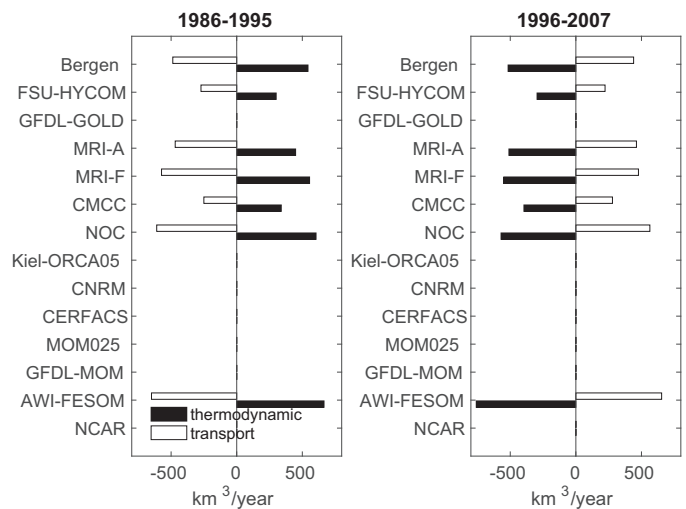 1986-1995
Bergen
FSU-HYCOM
GFDL-GOLD
MRI-A
MRI-F
CMCC
NOC
Kiel-ORCA05
CNRM
CERFACS
MOM025
GFDL-MOM
AWI-FESOM
NCAR
thermodynamic
transport
-500 0 500
km ³/year
1996-2007
Bergen
FSU-HYCOM
GFDL-GOLD
MRI-A
MRI-F
CMCC
NOC
Kiel-ORCA05
CNRM
CERFACS
MOM025
GFDL-MOM
AWI-FESOM
NCAR
-500 0 500
km ³/year